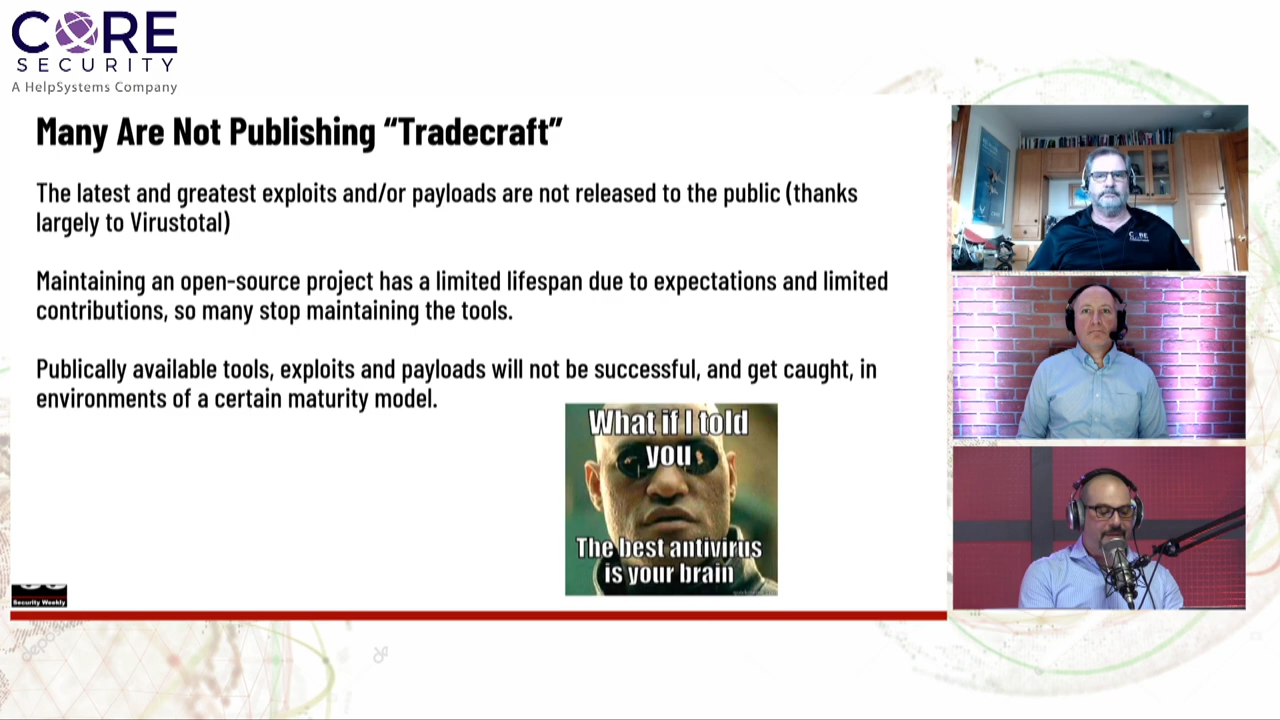 CORE
SECURITY
A HelpSystems Company
Many Are Not Publishing “Tradecraft”
The latest and greatest exploits and/or payloads are not released to the public (thanks
largely to Virustotal)
Maintaining an open-source project has a limited lifespan due to expectations and limited
contributions, so many stop maintaining the tools.
Publically available tools, exploits and payloads will not be successful, and get caught, in
environments of a certain maturity model.
What if I told
you
The best antivirus
is your brain
Security Weekly
CORE